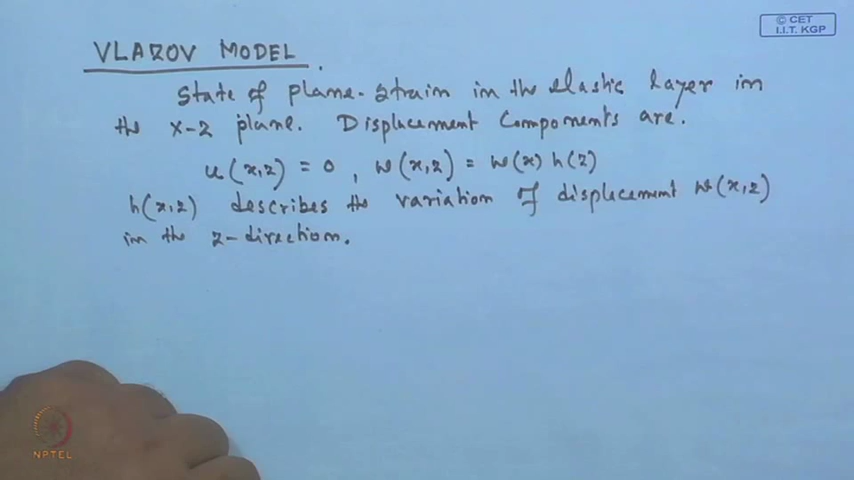 © CET
I.I.T. KGP
VLAZOV MODEL.
State of plane-strain in the elastic layer in
the x-z plane. Displacement Components are.
u(x,z) = 0, w(x,z) = w(x) h(z)
h(x,z) describes the variation of displacement w(x,z)
in the z-direction.
NPTEL